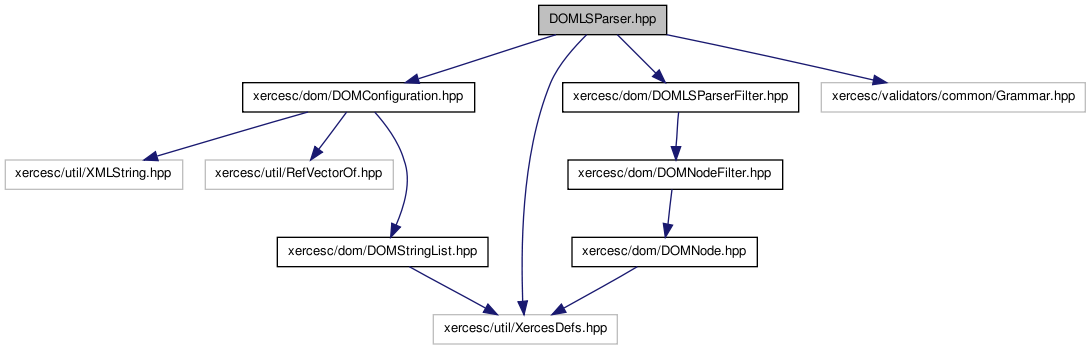 DOMLSParser.hpp
xercesc/dom/DOMConfiguration.hpp
xercesc/dom/DOMLSParserFilter.hpp
xercesc/validators/common/Grammar.hpp
xercesc/util/XMLString.hpp
xercesc/util/RefVectorOf.hpp
xercesc/dom/DOMNodeFilter.hpp
xercesc/dom/DOMStringList.hpp
xercesc/dom/DOMNode.hpp
xercesc/util/XercesDefs.hpp